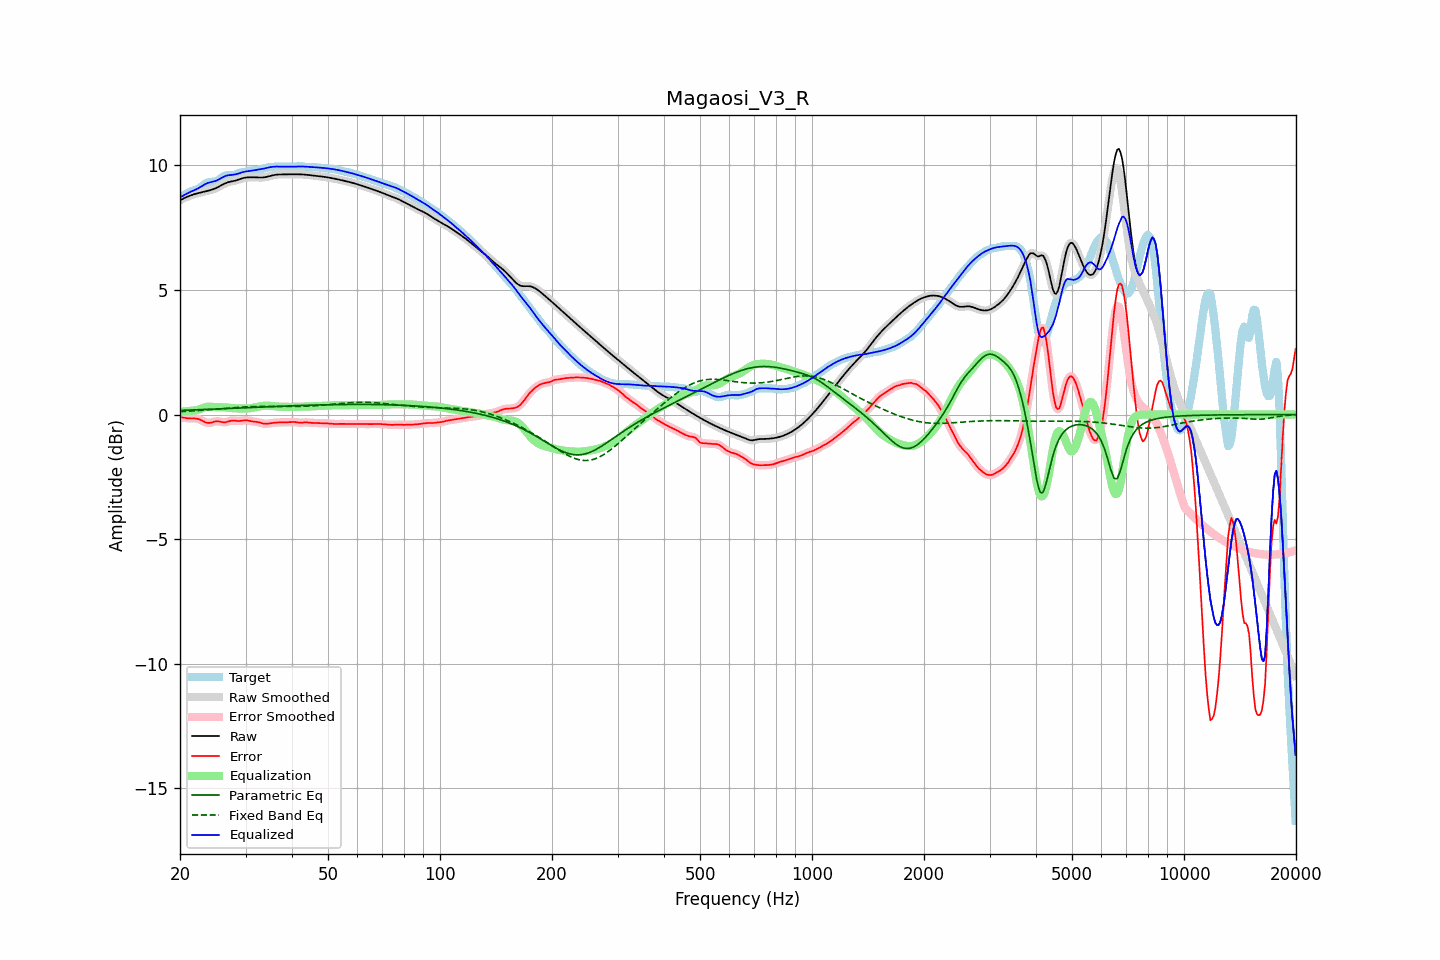 Magaosi_V3_R
Amplitude (dBr)
10
5
0
−5
−10
−15
Target
Raw Smoothed
Error Smoothed
Raw
Error
Equalization
Parametric Eq
Fixed Band Eq
Equalized
20 50 100 200 500 1000 2000 5000 10000 20000
Frequency (Hz)